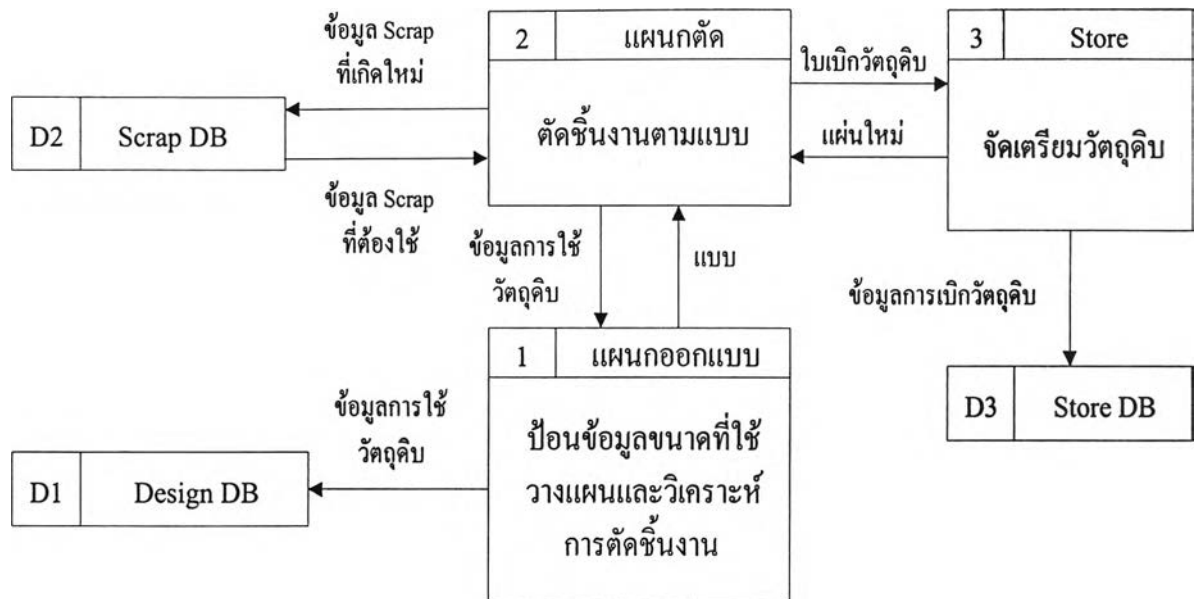 ข้อมูล Scrap
ที่เกิดใหม่
2 แผนกตัด
ตัดชิ้นงานตามแบบ
ใบเบิกวัตถุดิบ
แผ่นใหม่
3 Store
จัดเตรียมวัตถุดิบ
D2 Scrap DB
ข้อมูล Scrap
ที่ต้องใช้
ข้อมูลการใช้
วัตถุดิบ
แบบ
ข้อมูลการเบิกวัตถุดิบ
1 แผนกออกแบบ
ป้อนข้อมูลขนาดที่ใช้
วางแผนและวิเคราะห์
การตัดชิ้นงาน
ข้อมูลการใช้
วัตถุดิบ
D1 Design DB
D3 Store DB